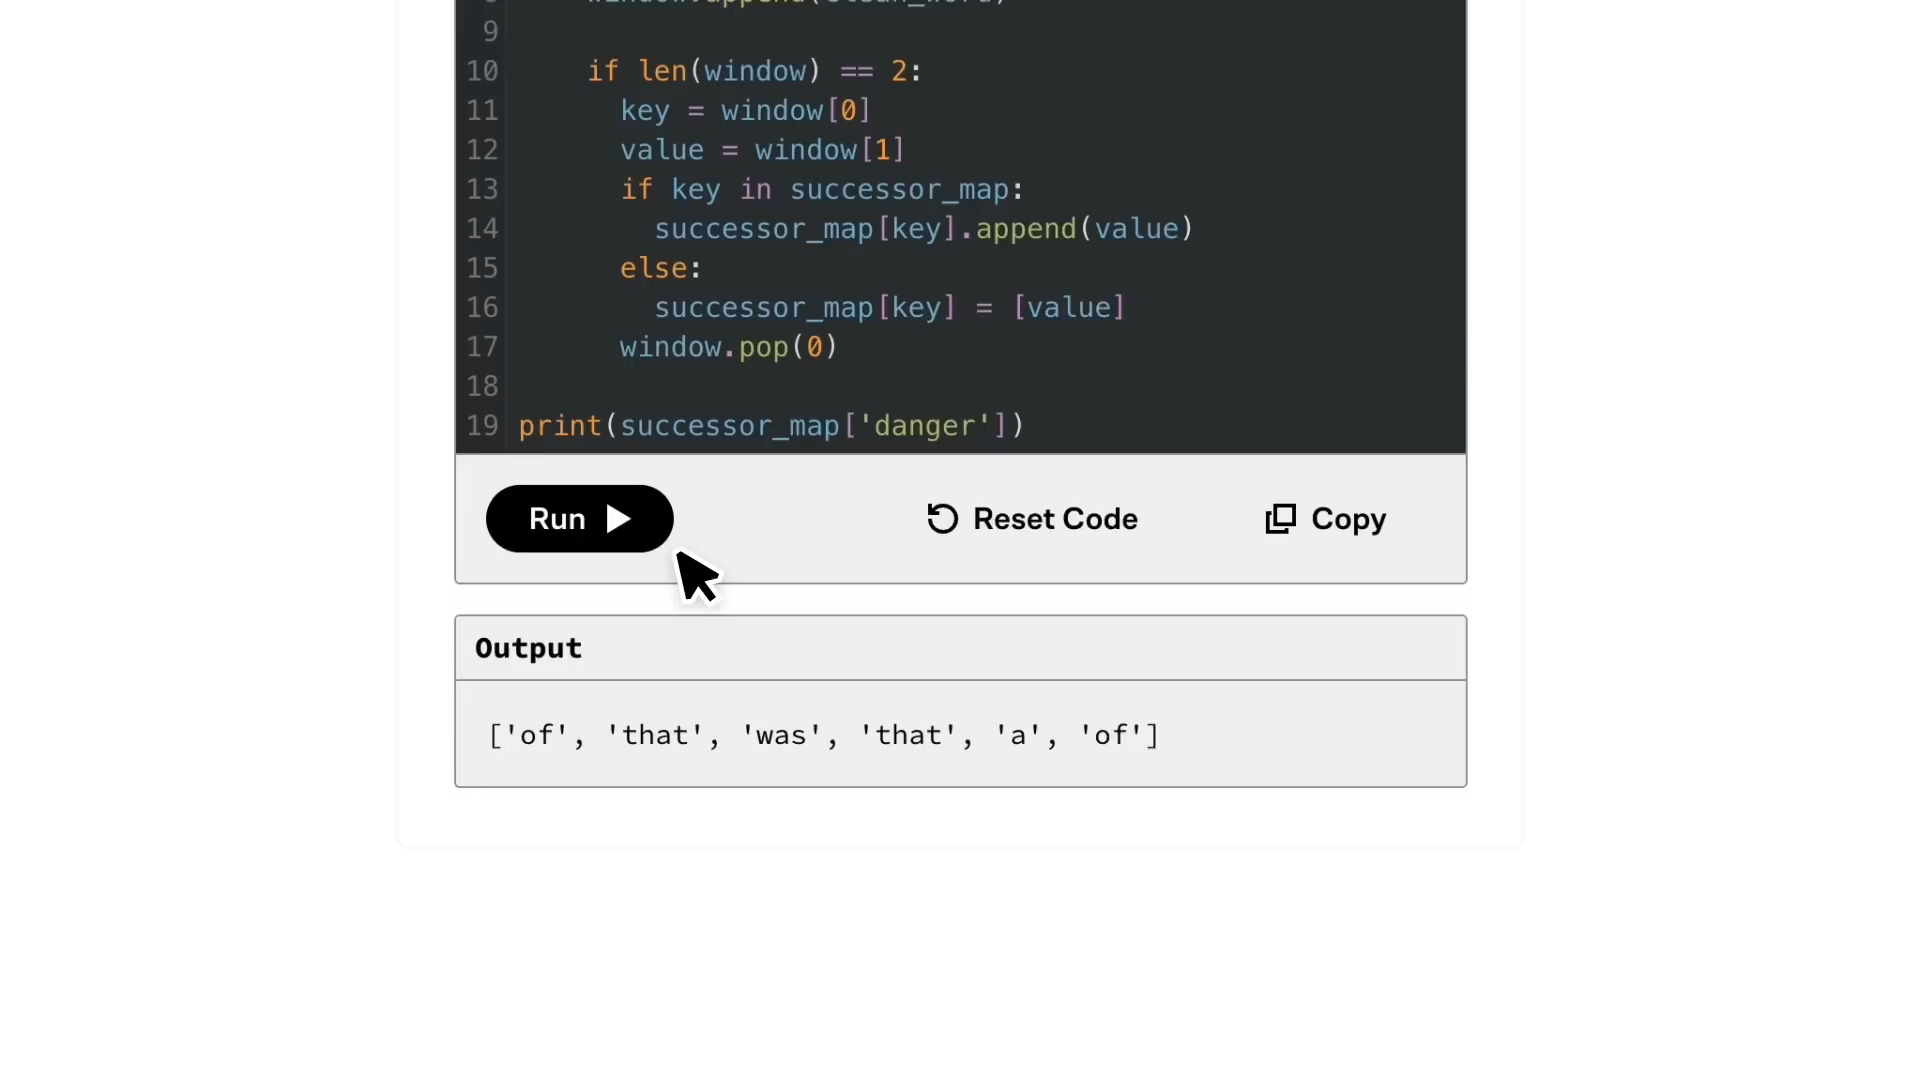 9
10 if len(window) == 2:
11 key = window[0]
12 value = window[1]
13 if key in successor_map:
14 successor_map[key].append(value)
15 else:
16 successor_map[key] = [value]
17 window.pop(0)
18
19 print(successor_map['danger'])
Run Reset Code Copy
Output
['of', 'that', 'was', 'that', 'a', 'of']